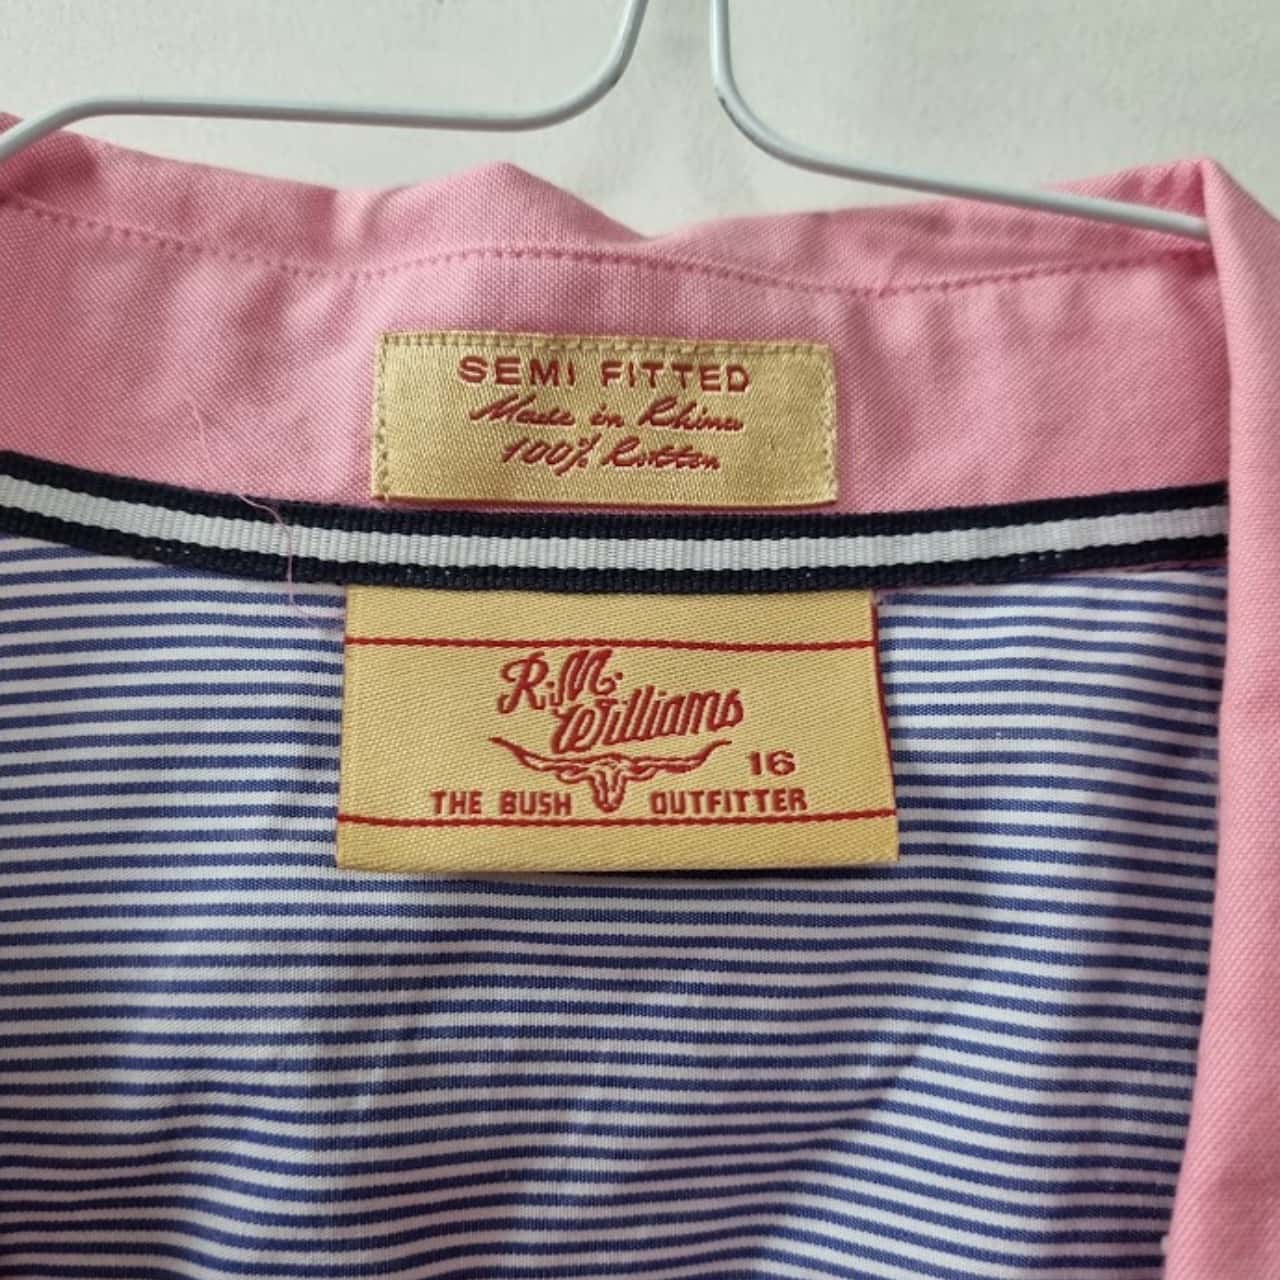 SEMI FITTED
Made in China
100% Cotton
R.M.
Williams
16
THE BUSH OUTFITTER